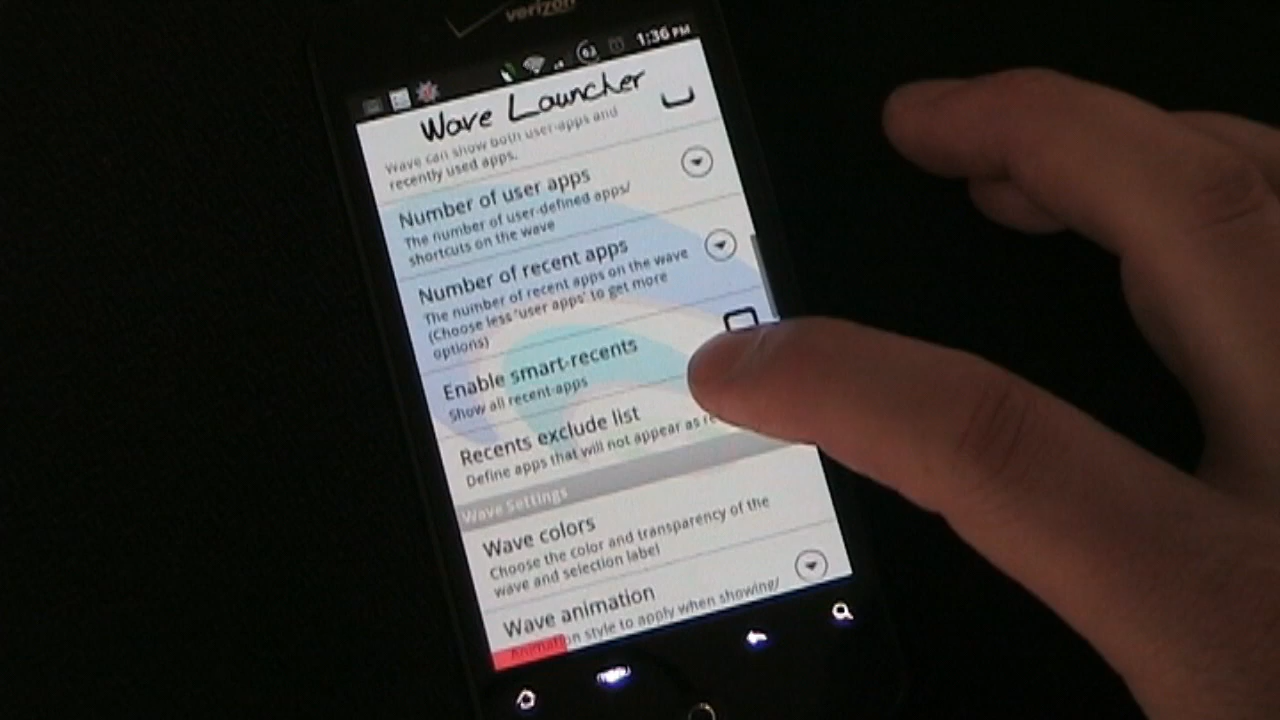 verizon
63 1:36 PM
Wave Launcher
Wave can show both user-apps and
recently used apps.
Number of user apps
The number of user-defined apps/
shortcuts on the wave
Number of recent apps
The number of recent apps on the wave
(Choose less 'user apps' to get more
options)
Enable smart-recents
Show all recent-apps
Recents exclude list
Define apps that will not appear as
Wave Settings
Wave colors
Choose the color and transparency of the
wave and selection label
Wave animation
Animation style to apply when showing/
menu